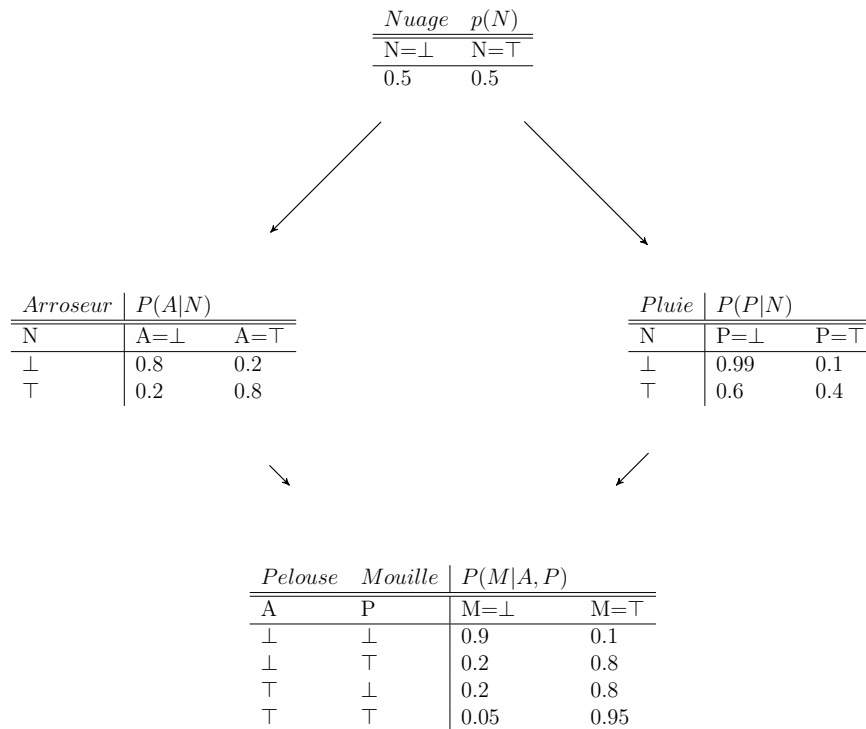 Nuage p(N)
N=⊥ N=⊤
0.5 0.5
Arroseur P(A|N)
N A=⊥ A=⊤
⊥ 0.8 0.2
⊤ 0.2 0.8
Pluie P(P|N)
N P=⊥ P=⊤
⊥ 0.99 0.1
⊤ 0.6 0.4
Pelouse Mouille P(M|A, P)
A P M=⊥ M=⊤
⊥ ⊥ 0.9 0.1
⊥ ⊤ 0.2 0.8
⊤ ⊥ 0.2 0.8
⊤ ⊤ 0.05 0.95